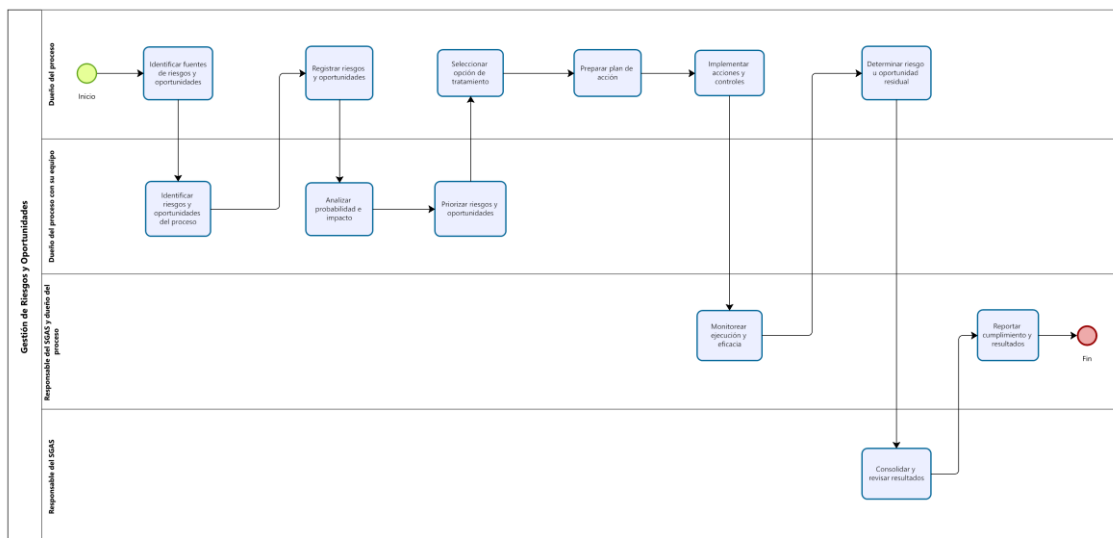 Gestión de Riesgos y Oportunidades
Dueño del proceso
Inicio
Identificar fuentes
de riesgos y
oportunidades
Registrar riesgos
y oportunidades
Seleccionar
opción de
tratamiento
Preparar plan de
acción
Implementar
acciones y
controles
Determinar riesgo
u oportunidad
residual
Dueño del proceso con su equipo
Identificar
riesgos y
oportunidades
del proceso
Analizar
probabilidad e
impacto
Priorizar riesgos y
oportunidades
Responsable del SGAS y dueño del
proceso
Monitorear
ejecución y
eficacia
Reportar
cumplimiento y
resultados
Fin
Responsable del SGAS
Consolidar y
revisar resultados